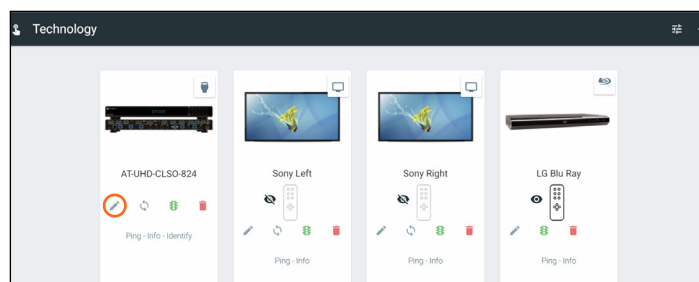 Technology
AT-UHD-CLSO-824
Sony Left
Sony Right
LG Blu Ray
Ping - Info - Identify
Ping - Info
Ping - Info
Ping - Info